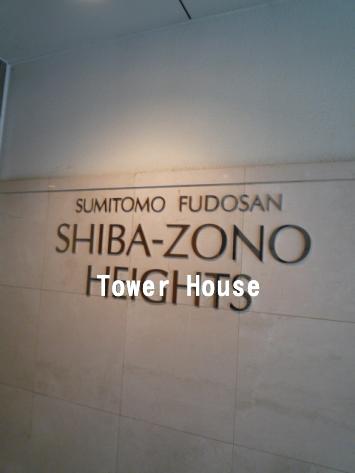 SUMITOMO FUDOSAN
SHIBA-ZONO
HEIGHTS
Tower House